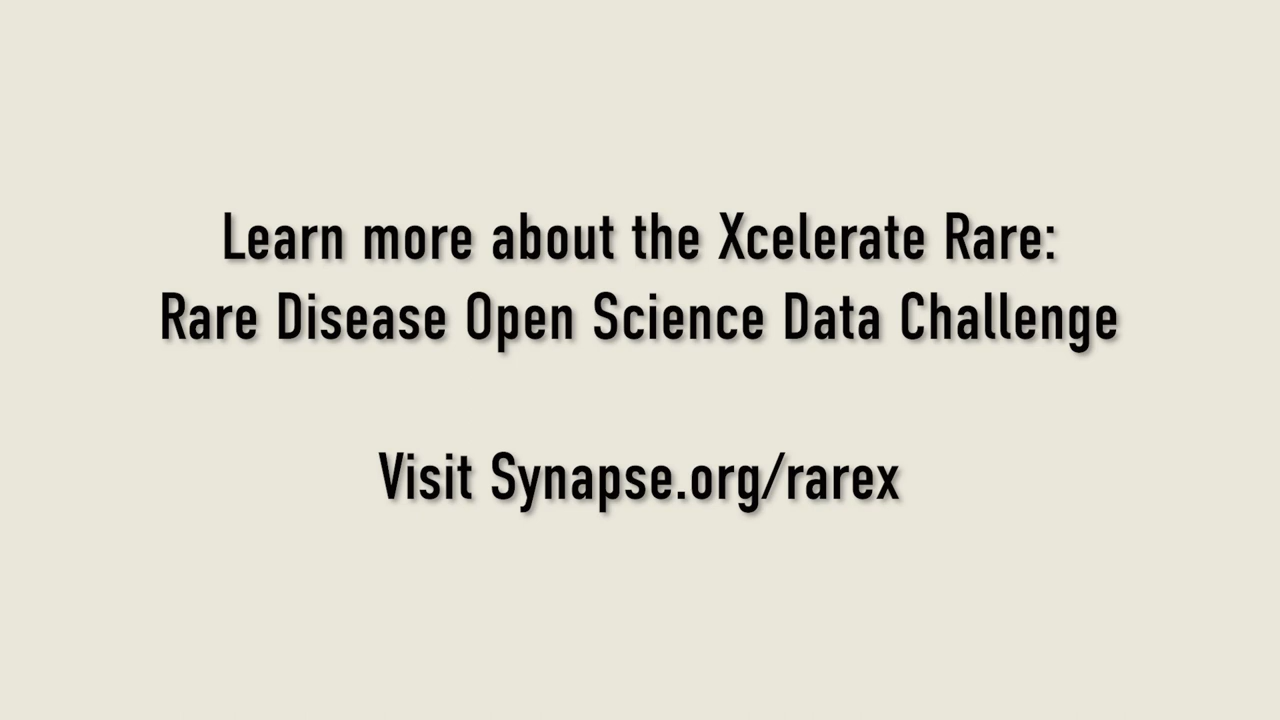 Learn more about the Xcelerate Rare:
Rare Disease Open Science Data Challenge
Visit Synapse.org/rarex